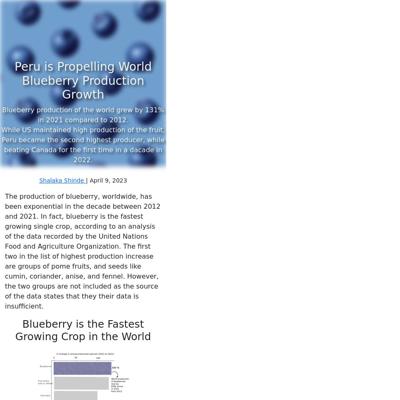 Peru is Propelling World
Blueberry Production
Growth
Blueberry production of the world grew by 131%
in 2021 compared to 2012.
While US maintained high production of the fruit,
Peru became the second highest producer, while
beating Canada for the first time in a dacade in
2022.
Shalaka Shinde | April 9, 2023
The production of blueberry, worldwide, has
been exponential in the decade between 2012
and 2021. In fact, blueberry is the fastest
growing single crop, according to an analysis
of the data recorded by the United Nations
Food and Agriculture Organization. The first
two in the list of highest production increase
are groups of pome fruits, and seeds like
cumin, coriander, anise, and fennel. However,
the two groups are not included as the source
of the data states that they their data is
insufficient.
Blueberry is the Fastest
Growing Crop in the World